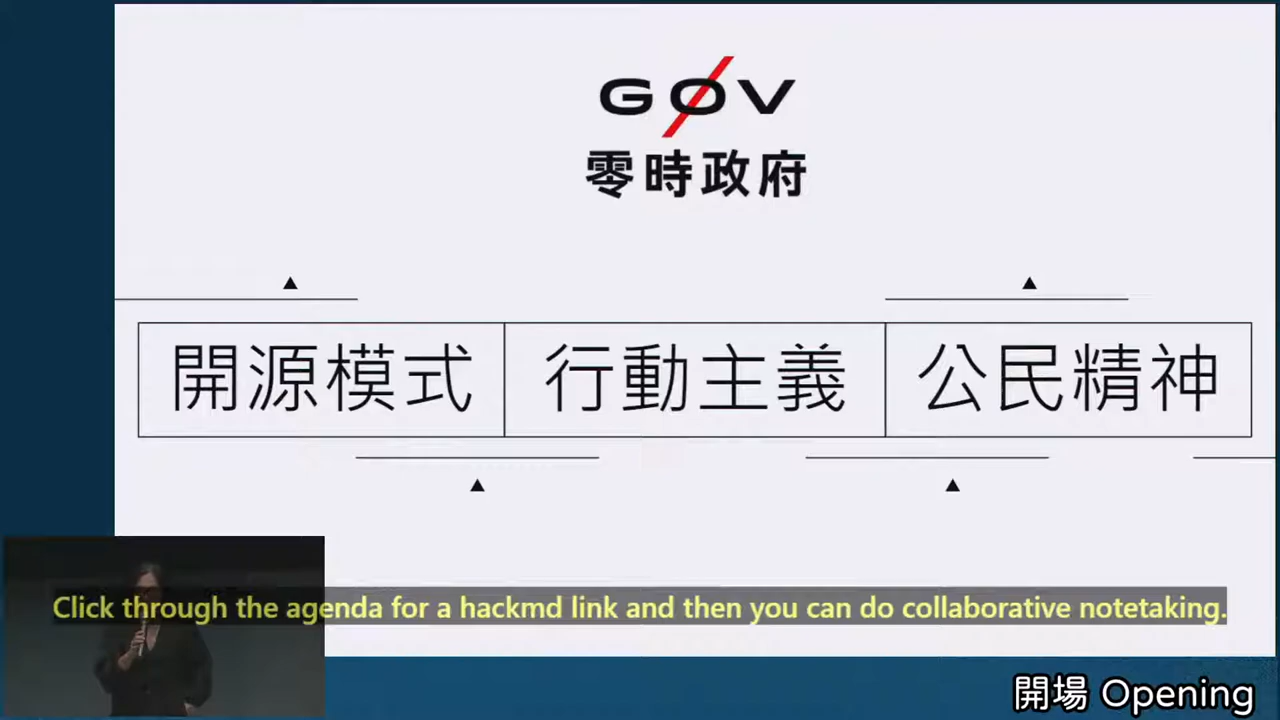 GØV
零時政府
開源模式 行動主義 公民精神
Click through the agenda for a hackmd link and then you can do collaborative notetaking.
開場 Opening